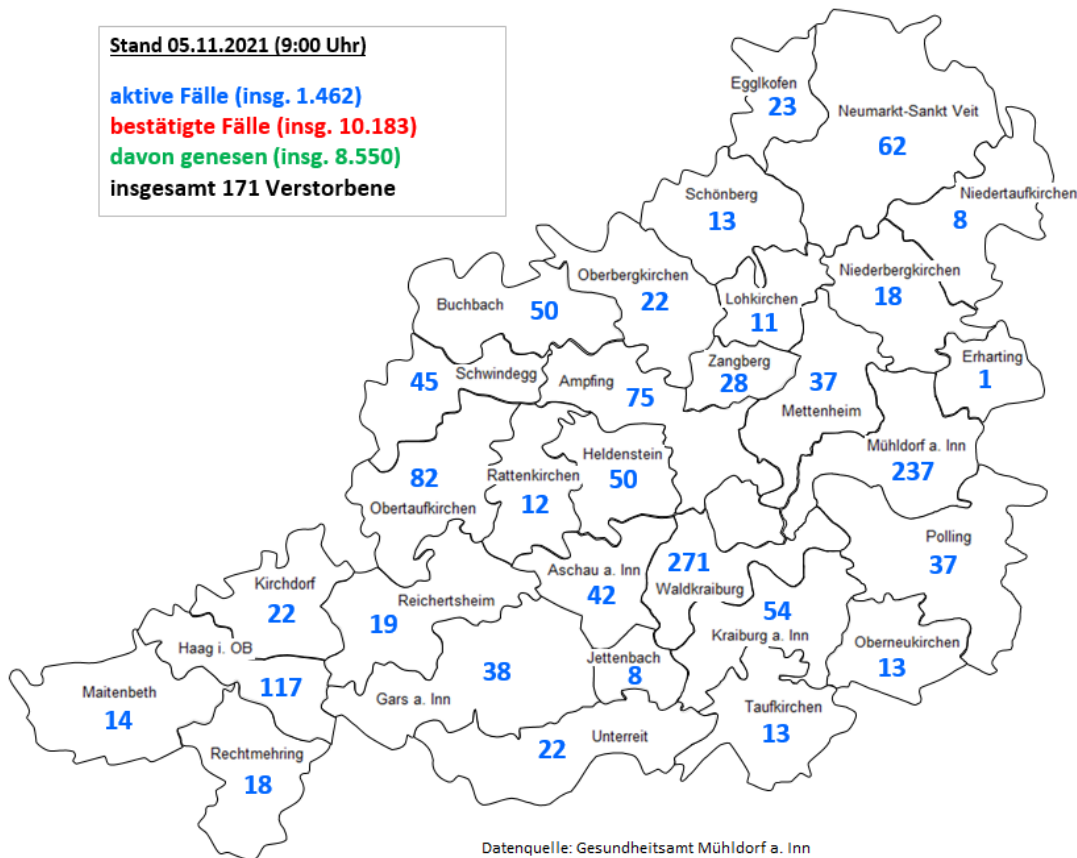 Stand 05.11.2021 (9:00 Uhr)
aktive Fälle (insg. 1.462)
bestätigte Fälle (insg. 10.183)
davon genesen (insg. 8.550)
insgesamt 171 Verstorbene
Egglkofen
23
Neumarkt-Sankt Veit
62
Niedertaufkirchen
8
Schönberg
13
Oberbergkirchen
22
Lohkirchen
11
Niederbergkirchen
18
Buchbach 50
Zangberg
28
Erharting
1
45 Schwindegg
Ampfing
75
37
Mettenheim
Mühldorf a. Inn
237
82
Obertaufkirchen
Rattenkirchen
12
Heldenstein
50
Polling
37
Kirchdorf
22
Reichertsheim
19
Aschau a. Inn
42
271
Waldkraiburg
54
Kraiburg a. Inn
Oberneukirchen
13
Haag i. OB
117
Maitenbeth
14
Gars a. Inn
38
Jettenbach
8
Taufkirchen
13
Rechtmehring
18
22 Unterreit
Datenquelle: Gesundheitsamt Mühldorf a. Inn